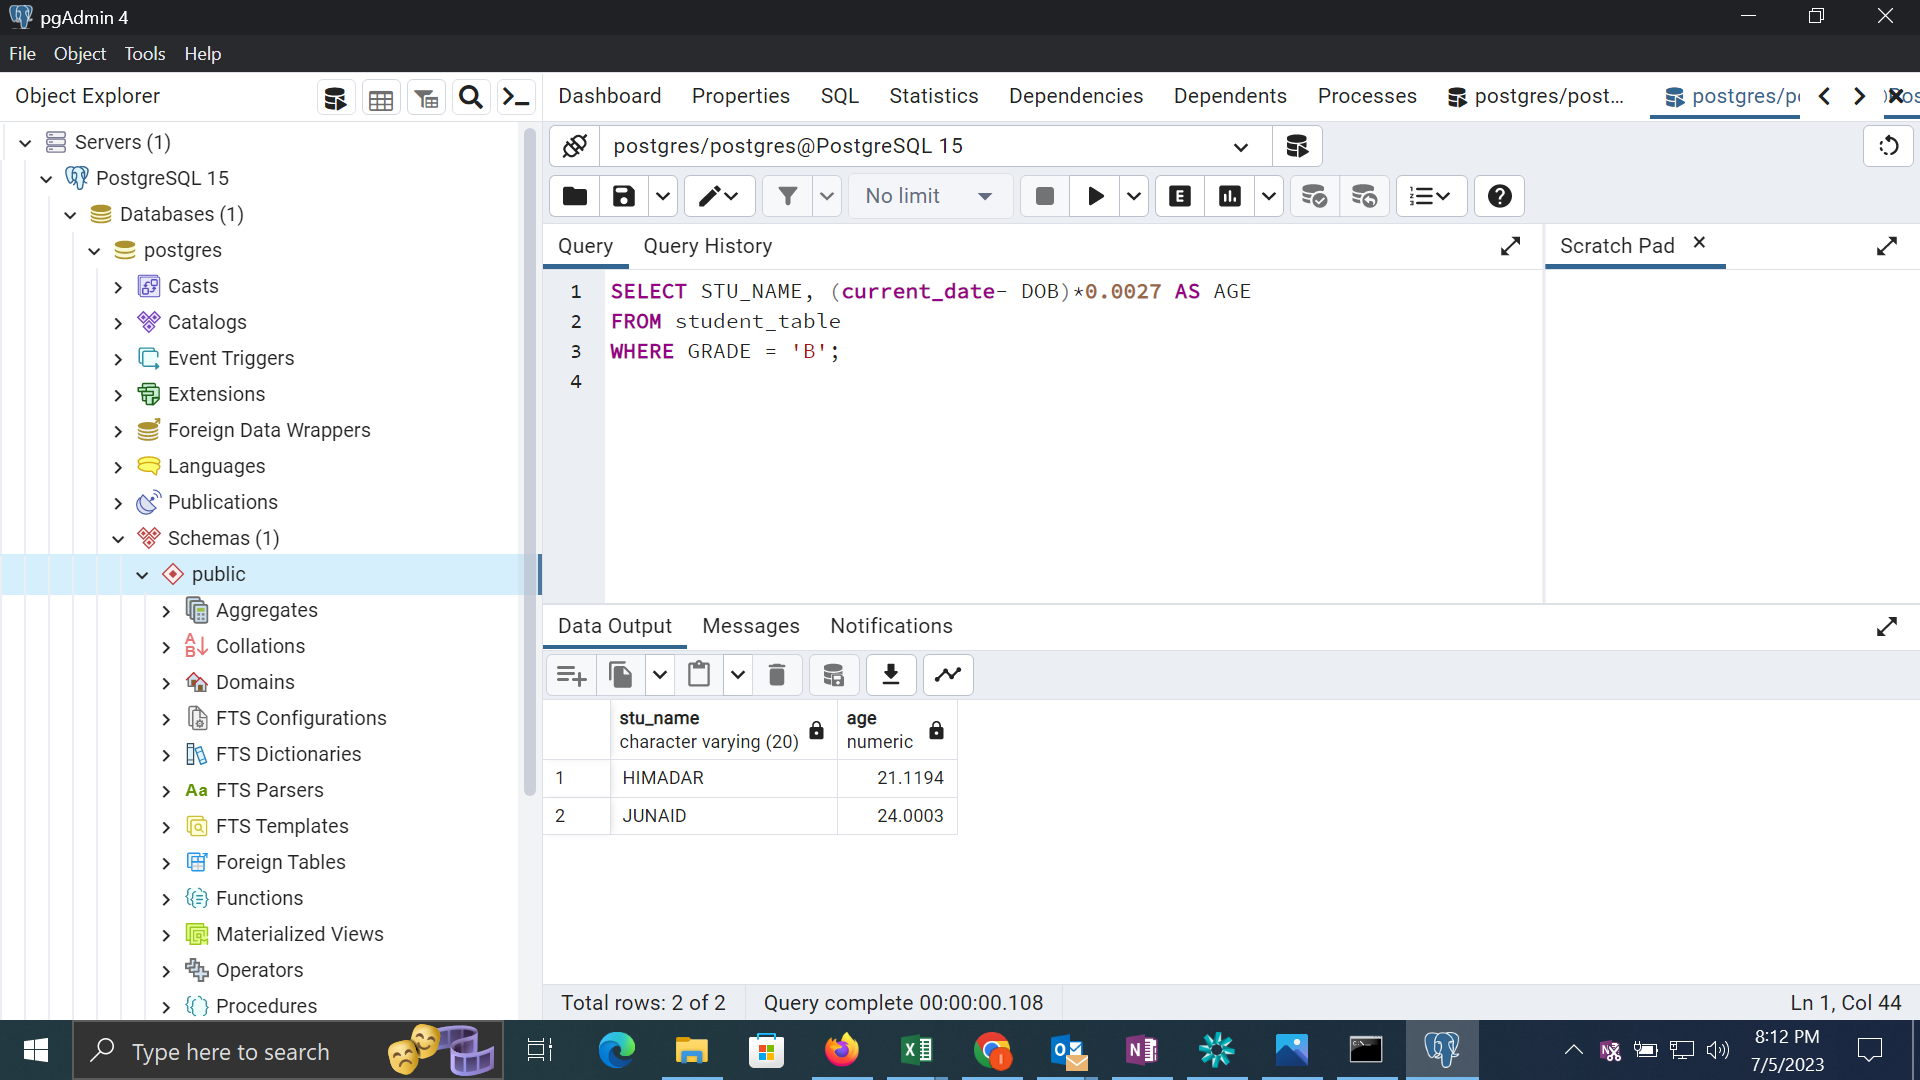 pgAdmin 4
File Object Tools Help
Object Explorer
Dashboard Properties SQL Statistics Dependencies Dependents Processes postgres/post... postgres/p
Servers (1)
PostgreSQL 15
Databases (1)
postgres
Casts
Catalogs
Event Triggers
Extensions
Foreign Data Wrappers
Languages
Publications
Schemas (1)
public
Aggregates
Collations
Domains
FTS Configurations
FTS Dictionaries
Aa FTS Parsers
FTS Templates
Foreign Tables
Functions
Materialized Views
Operators
Procedures
postgres/postgres@PostgreSQL 15
No limit
E
Query Query History
Scratch Pad
1 SELECT STU_NAME, (current_date- DOB)*0.0027 AS AGE
2 FROM student_table
3 WHERE GRADE = 'B';
4
Data Output Messages Notifications
stu_name age
character varying (20) numeric
1 HIMADAR 21.1194
2 JUNAID 24.0003
Total rows: 2 of 2 Query complete 00:00:00.108 Ln 1, Col 44
Type here to search
8:12 PM
7/5/2023